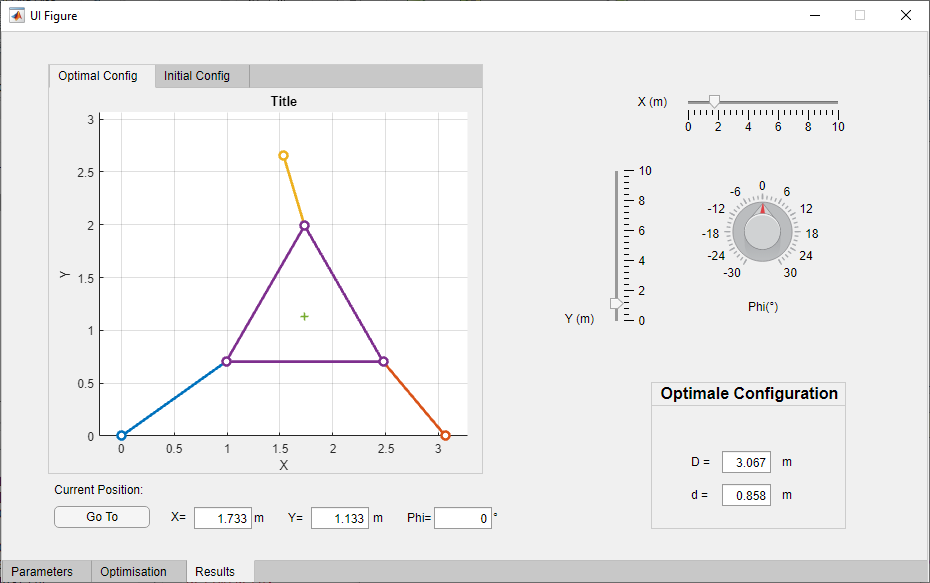 UI Figure
Optimal Config
Initial Config
Title
3
2.5
2
1.5
1
0.5
0
Y
0 0.5 1 1.5 2 2.5 3
X
Current Position:
Go To
X= 1.733 m
Y= 1.133 m
Phi= 0 °
X (m)
0 2 4 6 8 10
Y (m)
10
8
6
4
2
0
-30 -24 -18 -12 -6 0 6 12 18 24 30
Phi(°)
Optimale Configuration
D = 3.067 m
d = 0.858 m
Parameters
Optimisation
Results